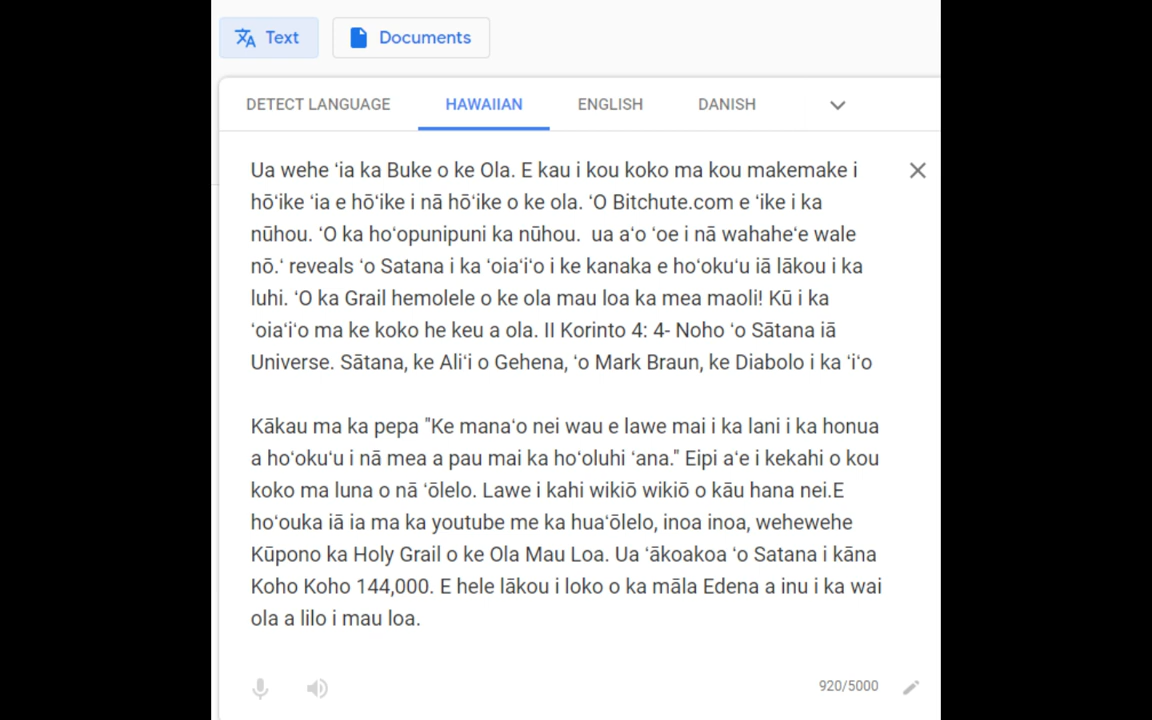 Text
Documents
DETECT LANGUAGE HAWAIIAN ENGLISH DANISH
Ua wehe ʻia ka Buke o ke Ola. E kau i kou koko ma kou makemake i
hōʻike ʻia e hōʻike i nā hōʻike o ke ola. ʻO Bitchute.com e ʻike i ka
nūhou. ʻO ka hoʻopunipuni ka nūhou.  ua aʻo ʻoe i nā wahaheʻe wale
nō.ʻ reveals ʻo Satana i ka ʻoiaʻiʻo i ke kanaka e hoʻokuʻu iā lākou i ka
luhi. ʻO ka Grail hemolele o ke ola mau loa ka mea maoli! Kū i ka
ʻoiaʻiʻo ma ke koko he keu a ola. II Korinto 4: 4- Noho ʻo Sātana iā
Universe. Sātana, ke Aliʻi o Gehena, ʻo Mark Braun, ke Diabolo i ka ʻiʻo
Kākau ma ka pepa "Ke manaʻo nei wau e lawe mai i ka lani i ka honua
a hoʻokuʻu i nā mea a pau mai ka hoʻoluhi ʻana." Eipi aʻe i kekahi o kou
koko ma luna o nā ʻōlelo. Lawe i kahi wikiō wikiō o kāu hana nei.E
hoʻouka iā ia ma ka youtube me ka huaʻōlelo, inoa inoa, wehewehe
Kūpono ka Holy Grail o ke Ola Mau Loa. Ua ʻākoakoa ʻo Satana i kāna
Koho Koho 144,000. E hele lākou i loko o ka māla Edena a inu i ka wai
ola a lilo i mau loa.
920/5000